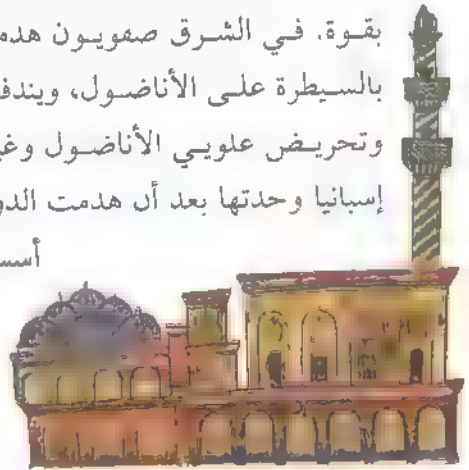 بقوة. في الشرق صفويون هدم
بالسيطرة على الأناضول، ويندف
وتحريض علويي الأناضول وغي
إسبانيا وحدتها بعد أن هدمت الدو
أسس